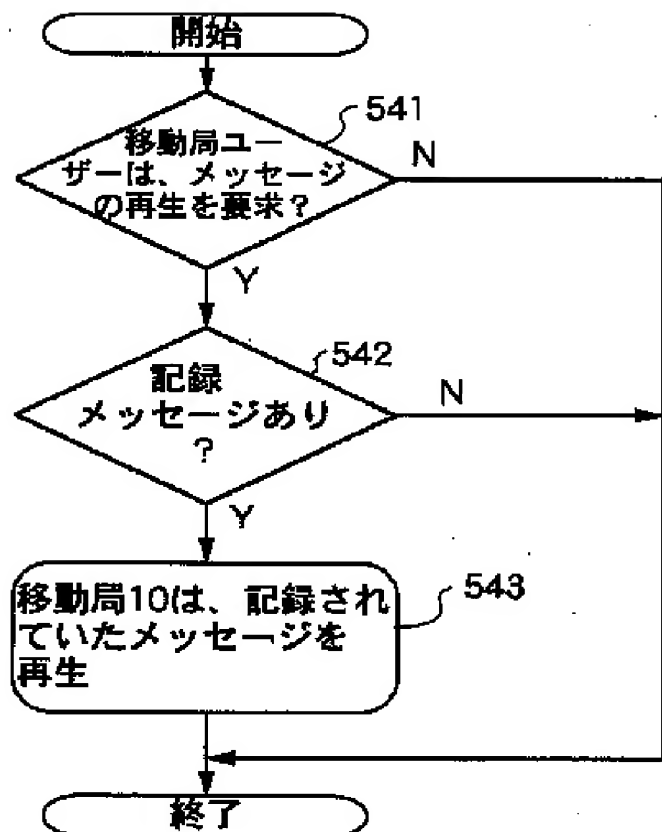 開始
541
移動局ユー
ザーは、メッセージ
の再生を要求？
N
Y
542
記録
メッセージあり
？
N
Y
543
移動局10は、記録され
ていたメッセージを
再生
終了